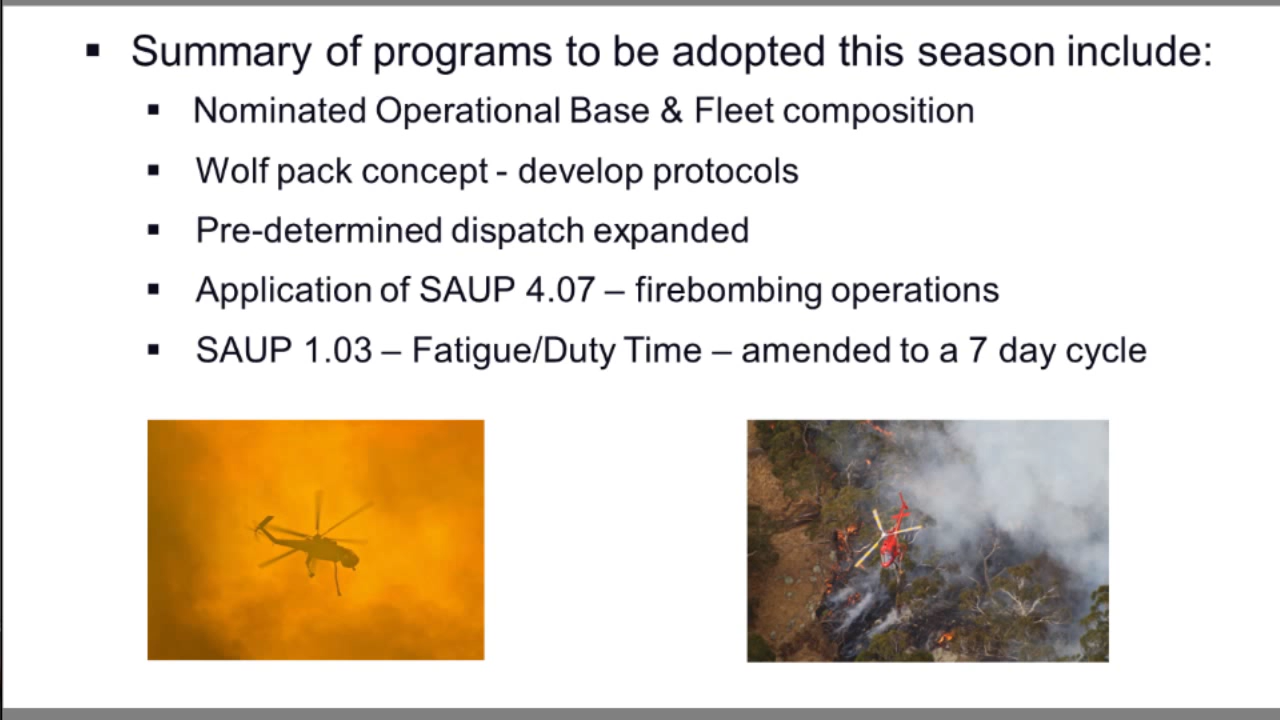 ▪ Summary of programs to be adopted this season include:
▪ Nominated Operational Base & Fleet composition
▪ Wolf pack concept - develop protocols
▪ Pre-determined dispatch expanded
▪ Application of SAUP 4.07 – firebombing operations
▪ SAUP 1.03 – Fatigue/Duty Time – amended to a 7 day cycle